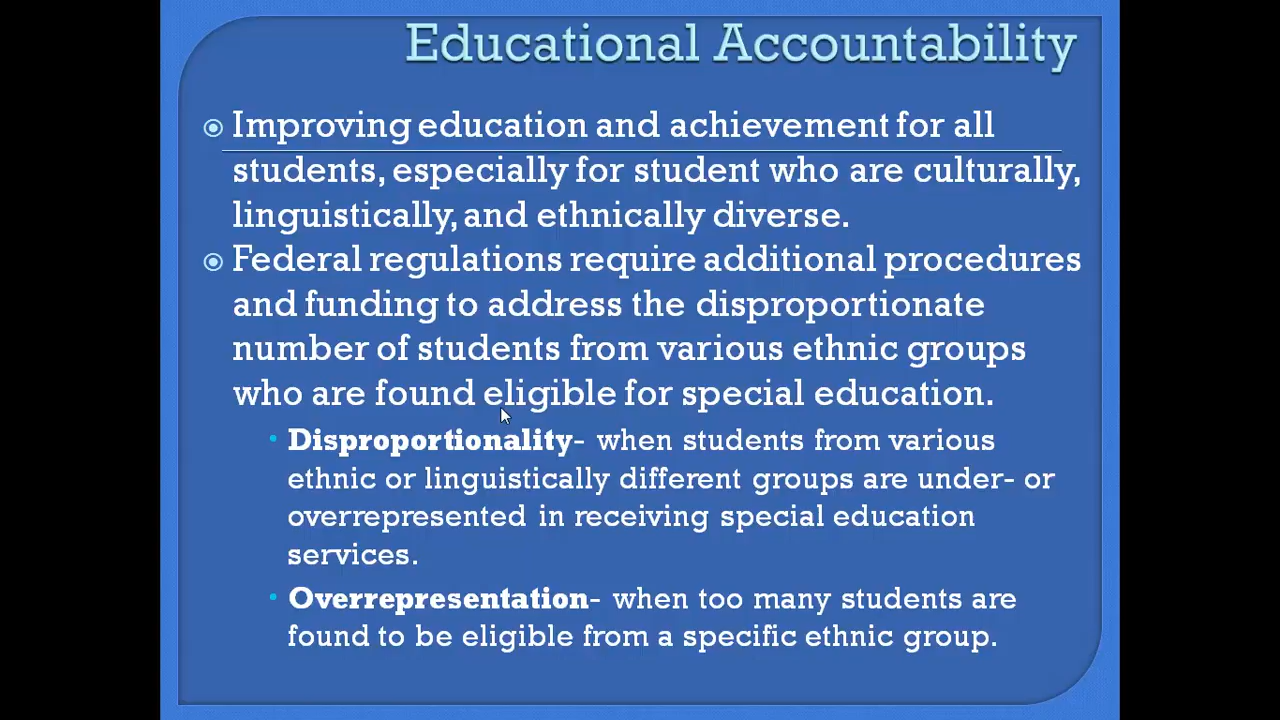 Educational Accountability
Improving education and achievement for all
students, especially for student who are culturally,
linguistically, and ethnically diverse.
Federal regulations require additional procedures
and funding to address the disproportionate
number of students from various ethnic groups
who are found eligible for special education.
Disproportionality- when students from various
ethnic or linguistically different groups are under- or
overrepresented in receiving special education
services.
Overrepresentation- when too many students are
found to be eligible from a specific ethnic group.